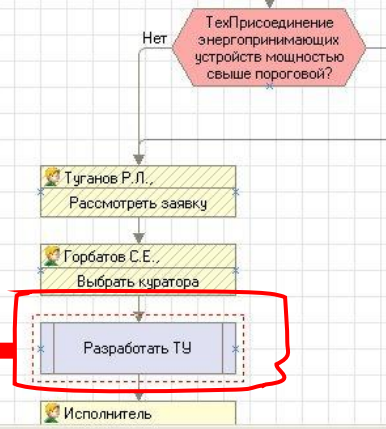 ТехПрисоединение
энергопринимающих
устройств мощностью
свыше пороговой?
Нет
Туганов Р.Л.,
Рассмотреть заявку
Горбатов С.Е.,
Выбрать куратора
Разработать ТУ
Исполнитель